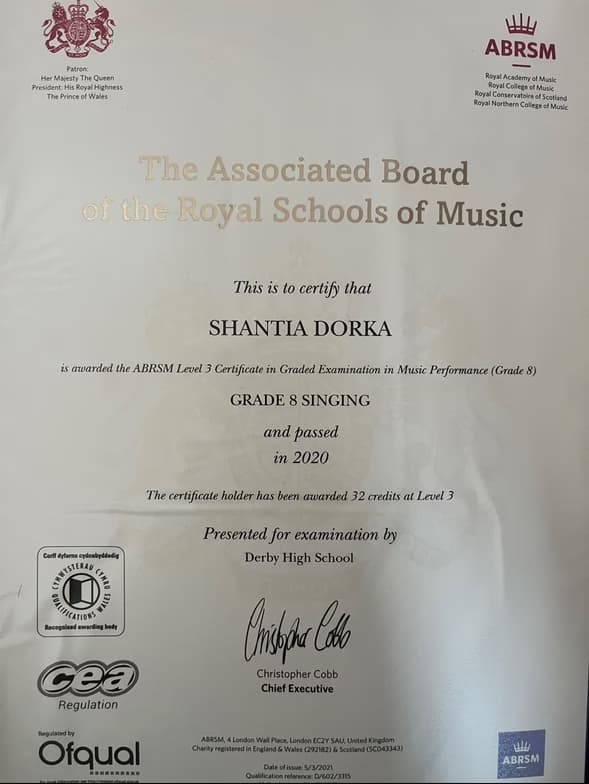 Patron:
Her Majesty The Queen
President: His Royal Highness
The Prince of Wales
ABRSM
Royal Academy of Music
Royal College of Music
Royal Conservatoire of Scotland
Royal Northern College of Music
The Associated Board
of the Royal Schools of Music
This is to certify that
SHANTIA DORKA
is awarded the ABRSM Level 3 Certificate in Graded Examination in Music Performance (Grade 8)
GRADE 8 SINGING
and passed
in 2020
The certificate holder has been awarded 32 credits at Level 3
Presented for examination by
Derby High School
Corff dyfarnu cydnabyddedig
CYMWYSTERAU CYMRU
QUALIFICATIONS WALES
Recognised awarding body
Christopher Cobb
Christopher Cobb
Chief Executive
cea
Regulation
Regulated by
Ofqual
ABRSM, 4 London Wall Place, London EC2Y 5AU, United Kingdom
Charity registered in England & Wales (292182) & Scotland (SC043343)
Date of issue: 5/3/2021
Qualification reference: D/602/3315
ABRSM